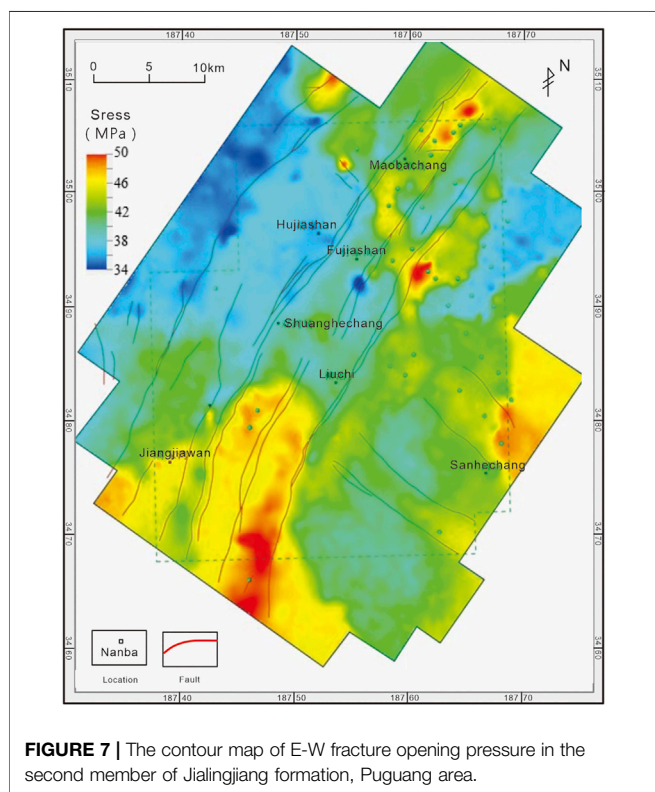 187 40 187 50 187 60 187 70
0 5 10km
N
35 10
35 10
Sress
( MPa )
50
46
42
38
34
Maobachang
35 00
35 00
Hujiashan
Fujiashan
34 90
34 90
Shuanghechang
Liuchi
34 80
34 80
Jiangjiawan
Sanhechang
34 70
34 70
Nanba
Location Fault
34 60
34 60
187 40 187 50 187 60 187 70
FIGURE 7 | The contour map of E-W fracture opening pressure in the
second member of Jialingjiang formation, Puguang area.